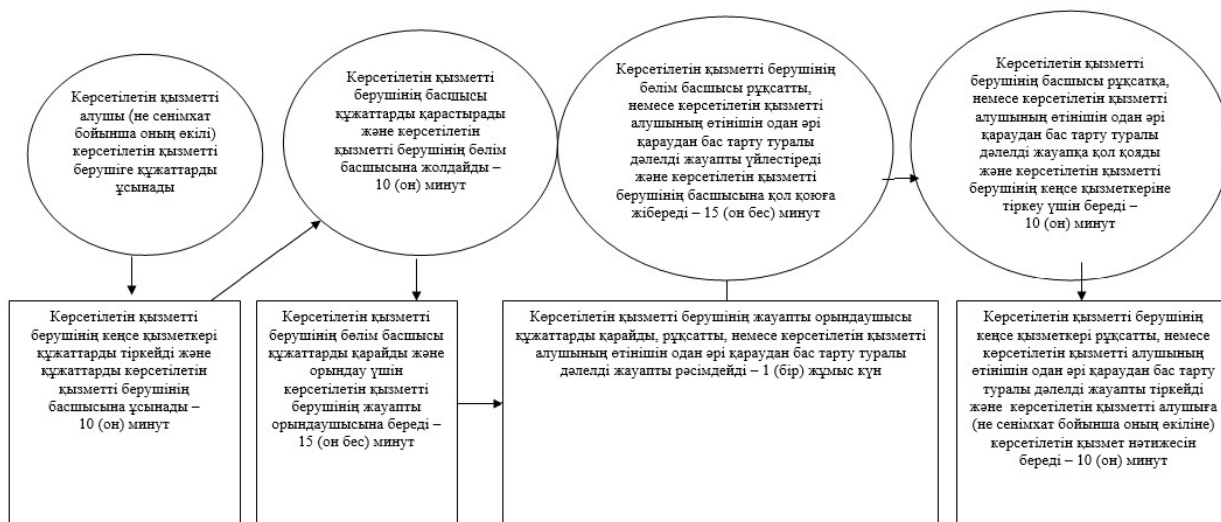 Көрсетілетін қызметті
алушы (не сенімхат
бойынша оның өкілі)
көрсетілетін қызметті
берушіге құжаттарды
ұсынады
Көрсетілетін қызметті
берушінің басшысы
құжаттарды қарастырады
және көрсетілетін
қызметті берушінің бөлім
басшысына жолдайды –
10 (он) минут
Көрсетілетін қызметті берушінің
бөлім басшысы рұқсатты,
немесе көрсетілетін қызметті
алушының өтінішін одан әрі
қараудан бас тарту туралы
дәлелді жауапты үйлестіреді
және көрсетілетін қызметті
берушінің басшысына қол қоюға
жібереді – 15 (он бес) минут
Көрсетілетін қызметті
берушінің басшысы рұқсатқа,
немесе көрсетілетін қызметті
алушының өтінішін одан әрі
қараудан бас тарту туралы
дәлелді жауапқа қол қояды
және көрсетілетін қызметті
берушінің кеңсе қызметкеріне
тіркеу үшін береді –
10 (он) минут
Көрсетілетін қызметті
берушінің кеңсе қызметкері
құжаттарды тіркейді және
құжаттарды көрсетілетін
қызметті берушінің
басшысына ұсынады –
10 (он) минут
Көрсетілетін қызметті
берушінің бөлім басшысы
құжаттарды қарайды және
орындау үшін
көрсетілетін қызметті
берушінің жауапты
орындаушысына береді –
15 (он бес) минут
Көрсетілетін қызметті берушінің жауапты орындаушысы
құжаттарды қарайды, рұқсатты, немесе көрсетілетін қызметті
алушының өтінішін одан әрі қараудан бас тарту туралы
дәлелді жауапты рәсімдейді – 1 (бір) жұмыс күн
Көрсетілетін қызметті берушінің
кеңсе қызметкері рұқсатты, немесе
көрсетілетін қызметті алушының
өтінішін одан әрі қараудан бас тарту
туралы дәлелді жауапты тіркейді
және көрсетілетін қызметті алушыға
(не сенімхат бойынша оның өкіліне)
көрсетілетін қызмет нәтижесін
береді – 10 (он) минут